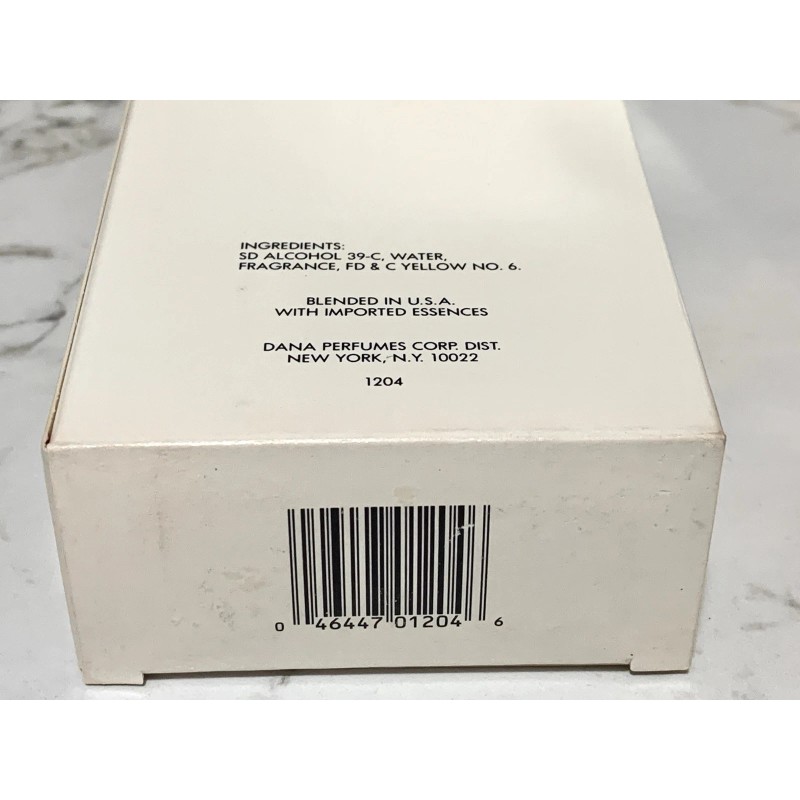 INGREDIENTS:
SD ALCOHOL 39-C, WATER,
FRAGRANCE, FD & C YELLOW NO. 6.
BLENDED IN U.S.A.
WITH IMPORTED ESSENCES
DANA PERFUMES CORP. DIST.
NEW YORK, N.Y. 10022
1204
0 46447 01204 6